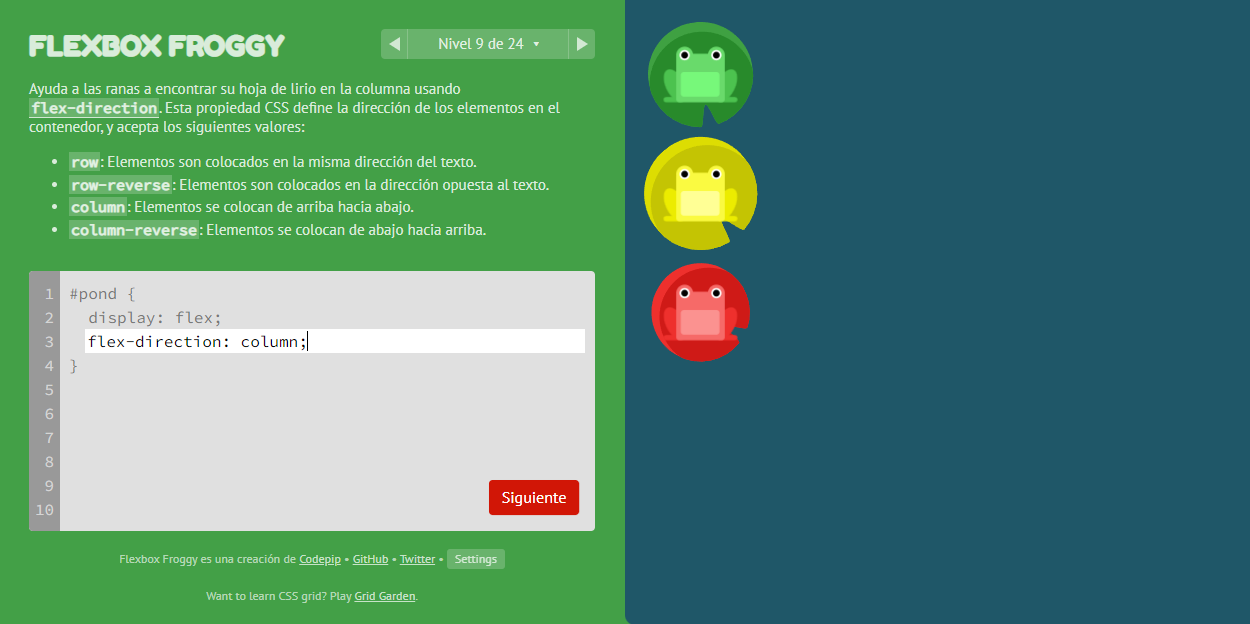 FLEXBOX FROGGY
Nivel 9 de 24
Ayuda a las ranas a encontrar su hoja de lirio en la columna usando
flex-direction. Esta propiedad CSS define la dirección de los elementos en el
contenedor, y acepta los siguientes valores:
• row: Elementos son colocados en la misma dirección del texto.
• row-reverse: Elementos son colocados en la dirección opuesta al texto.
• column: Elementos se colocan de arriba hacia abajo.
• column-reverse: Elementos se colocan de abajo hacia arriba.
1 #pond {
2 display: flex;
3 flex-direction: column;
4 }
5
6
7
8
9
10
Siguiente
Flexbox Froggy es una creación de Codepip • GitHub • Twitter • Settings
Want to learn CSS grid? Play Grid Garden.